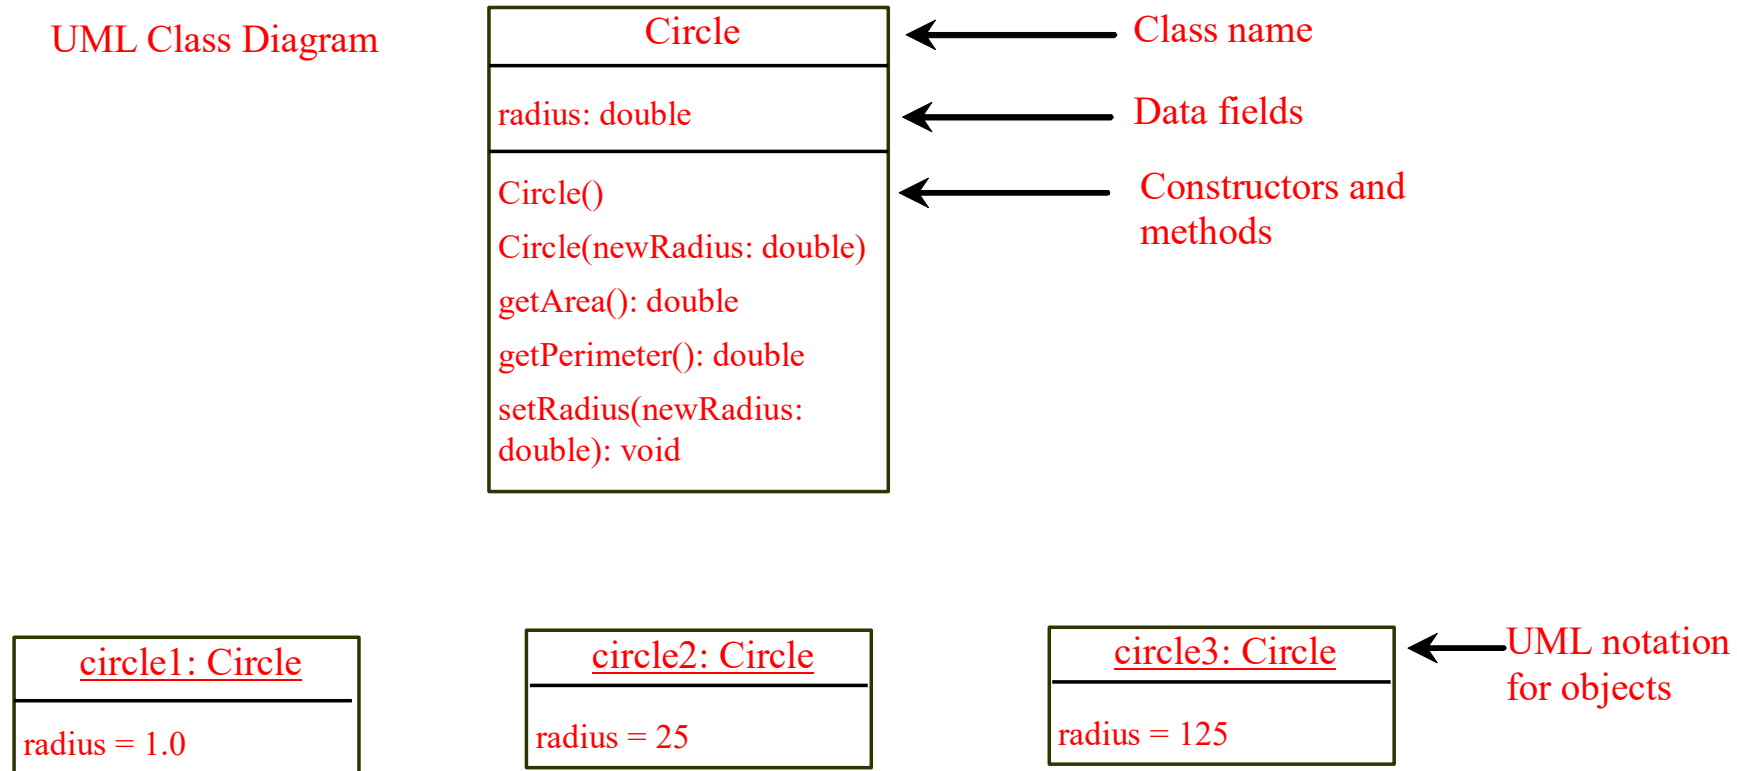 UML Class Diagram
Circle
Class name
radius: double
Data fields
Circle()
Constructors and
methods
Circle(newRadius: double)
getArea(): double
getPerimeter(): double
setRadius(newRadius:
double): void
circle1: Circle
radius = 1.0
circle2: Circle
radius = 25
circle3: Circle
radius = 125
UML notation
for objects